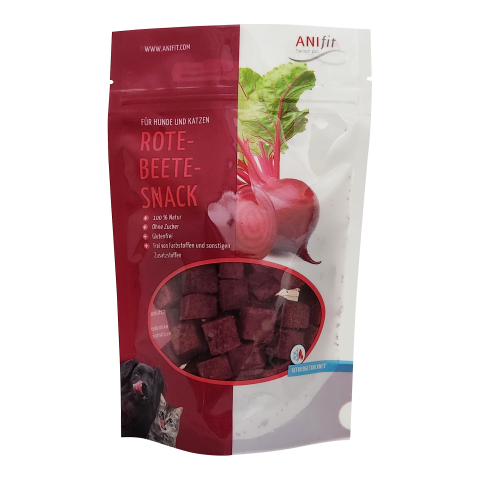 WWW.ANIFIT.COM
ANIfit
FÜR HUNDE UND KATZEN
ROTE-
BEETE-
SNACK
100 % Natur
Ohne Zucker
Glutenfrei
Frei von Farbstoffen und sonstigen
Zusatzstoffen
GEFRIERGETROCKNET